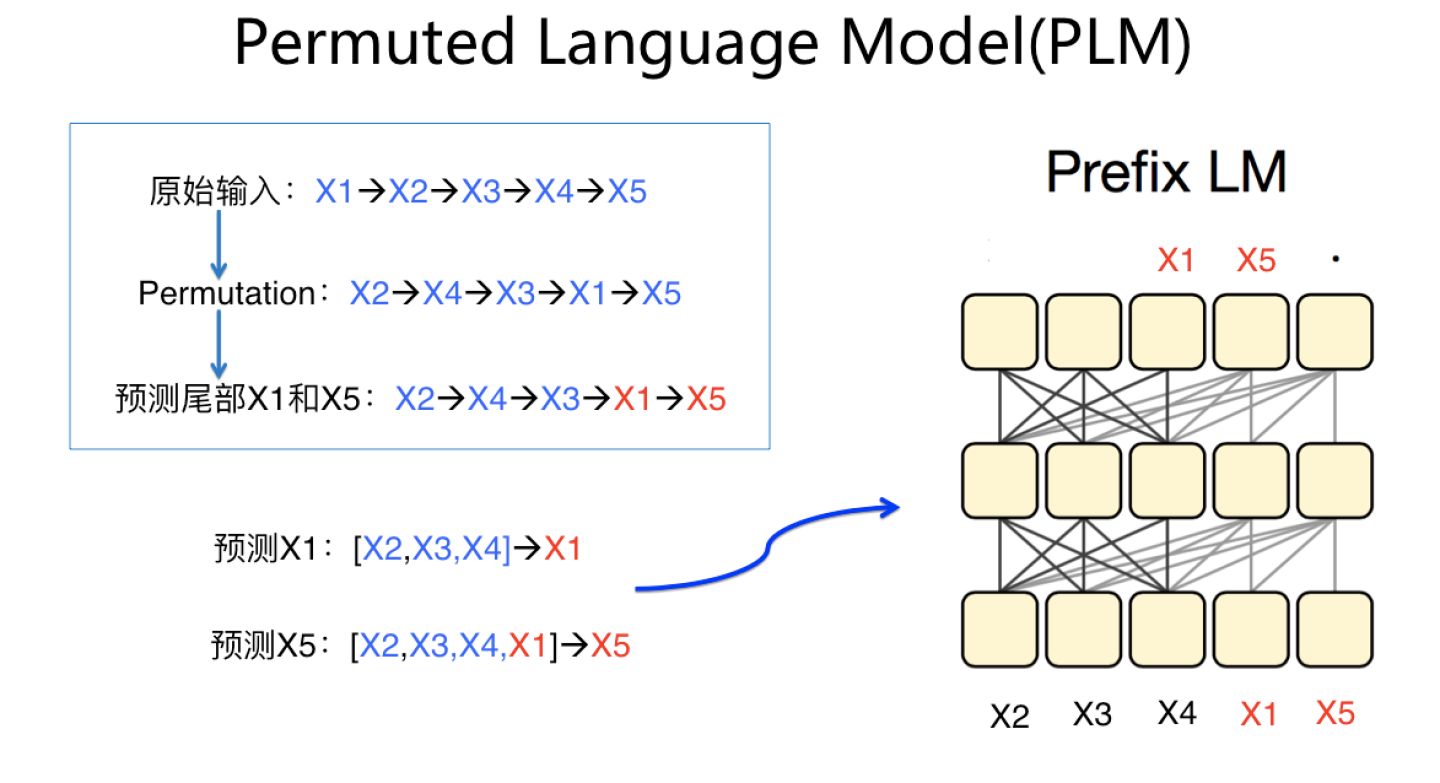 Permuted Language Model(PLM)
原始输入：X1→X2→X3→X4→X5
Permutation：X2→X4→X3→X1→X5
预测尾部X1和X5：X2→X4→X3→X1→X5
预测X1：[X2,X3,X4]→X1
预测X5：[X2,X3,X4,X1]→X5
Prefix LM
X1 X5 .
X2 X3 X4 X1 X5